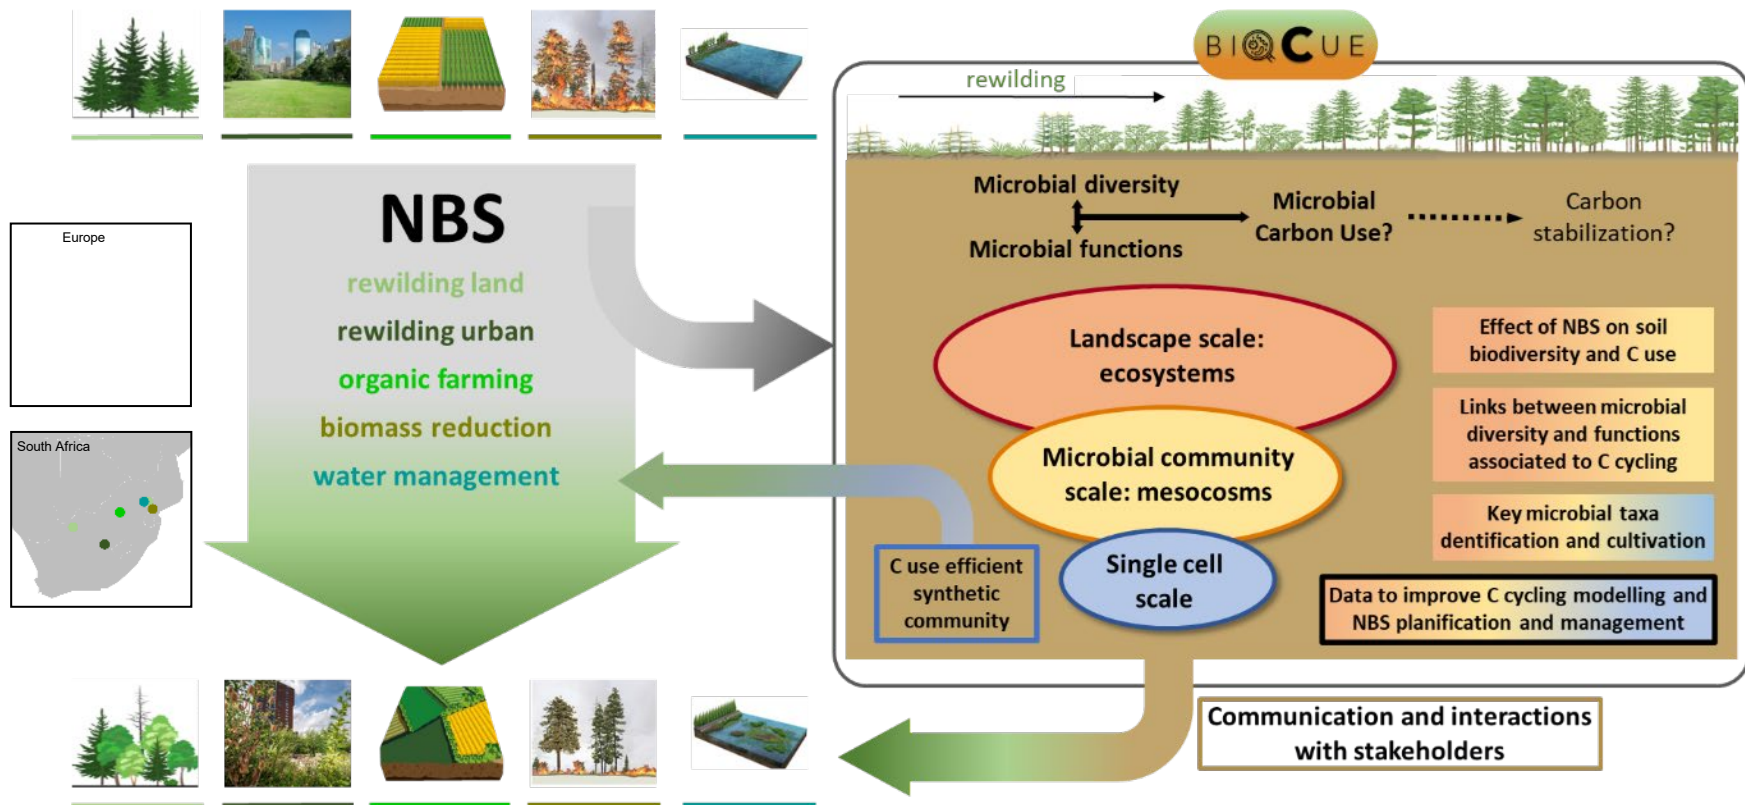 BIOCUE
rewilding
NBS
rewilding land
rewilding urban
organic farming
biomass reduction
water management
Europe
South Africa
Microbial diversity
Microbial functions
Microbial
Carbon Use?
Carbon
stabilization?
Landscape scale:
ecosystems
Microbial community
scale: mesocosms
Single cell
scale
C use efficient
synthetic
community
Effect of NBS on soil
biodiversity and C use
Links between microbial
diversity and functions
associated to C cycling
Key microbial taxa
dentification and cultivation
Data to improve C cycling modelling and
NBS planification and management
Communication and interactions
with stakeholders